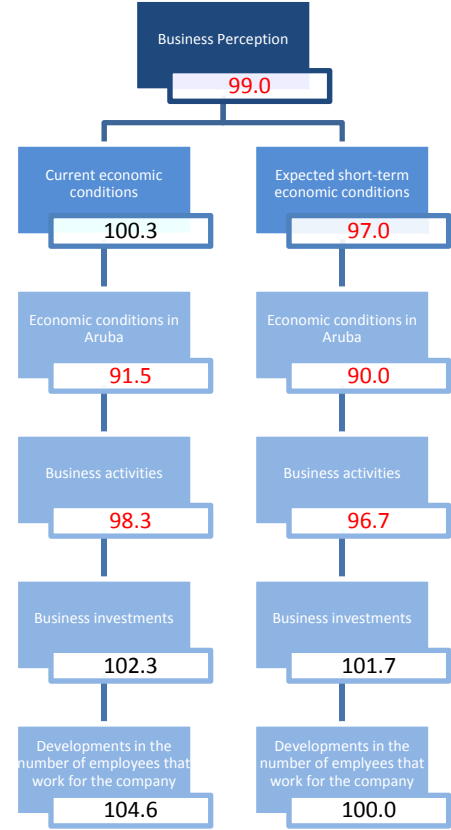 Business Perception
99.0
Current economic
conditions
100.3
Expected short-term
economic conditions
97.0
Economic conditions in
Aruba
91.5
Economic conditions in
Aruba
90.0
Business activities
98.3
Business activities
96.7
Business investments
102.3
Business investments
101.7
Developments in the
number of employees that
work for the company
104.6
Developments in the
number of emplyees that
work for the company
100.0